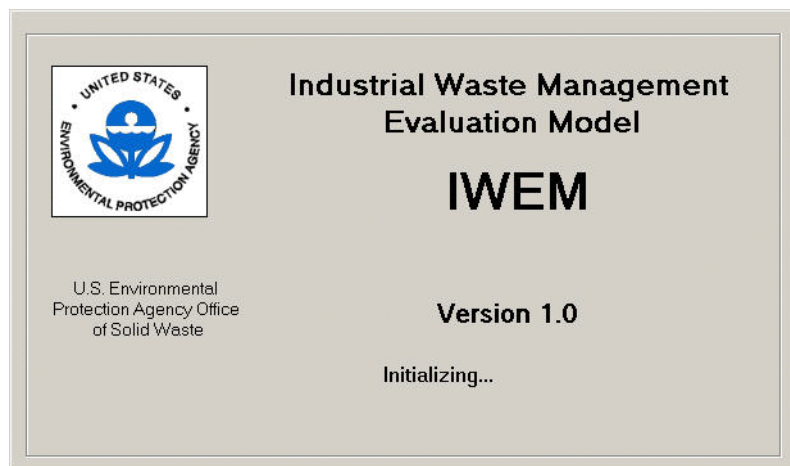 UNITED STATES
ENVIRONMENTAL PROTECTION AGENCY
Industrial Waste Management
Evaluation Model
IWEM
U.S. Environmental
Protection Agency Office
of Solid Waste
Version 1.0
Initializing...